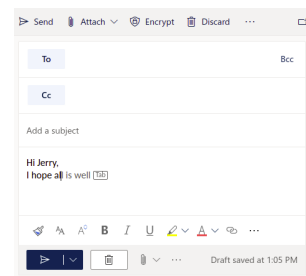 Send Attach Encrypt Discard ...
To Bcc
Cc
Add a subject
Hi Jerry,
I hope all is well Tab
B I U A ...
... Draft saved at 1:05 PM